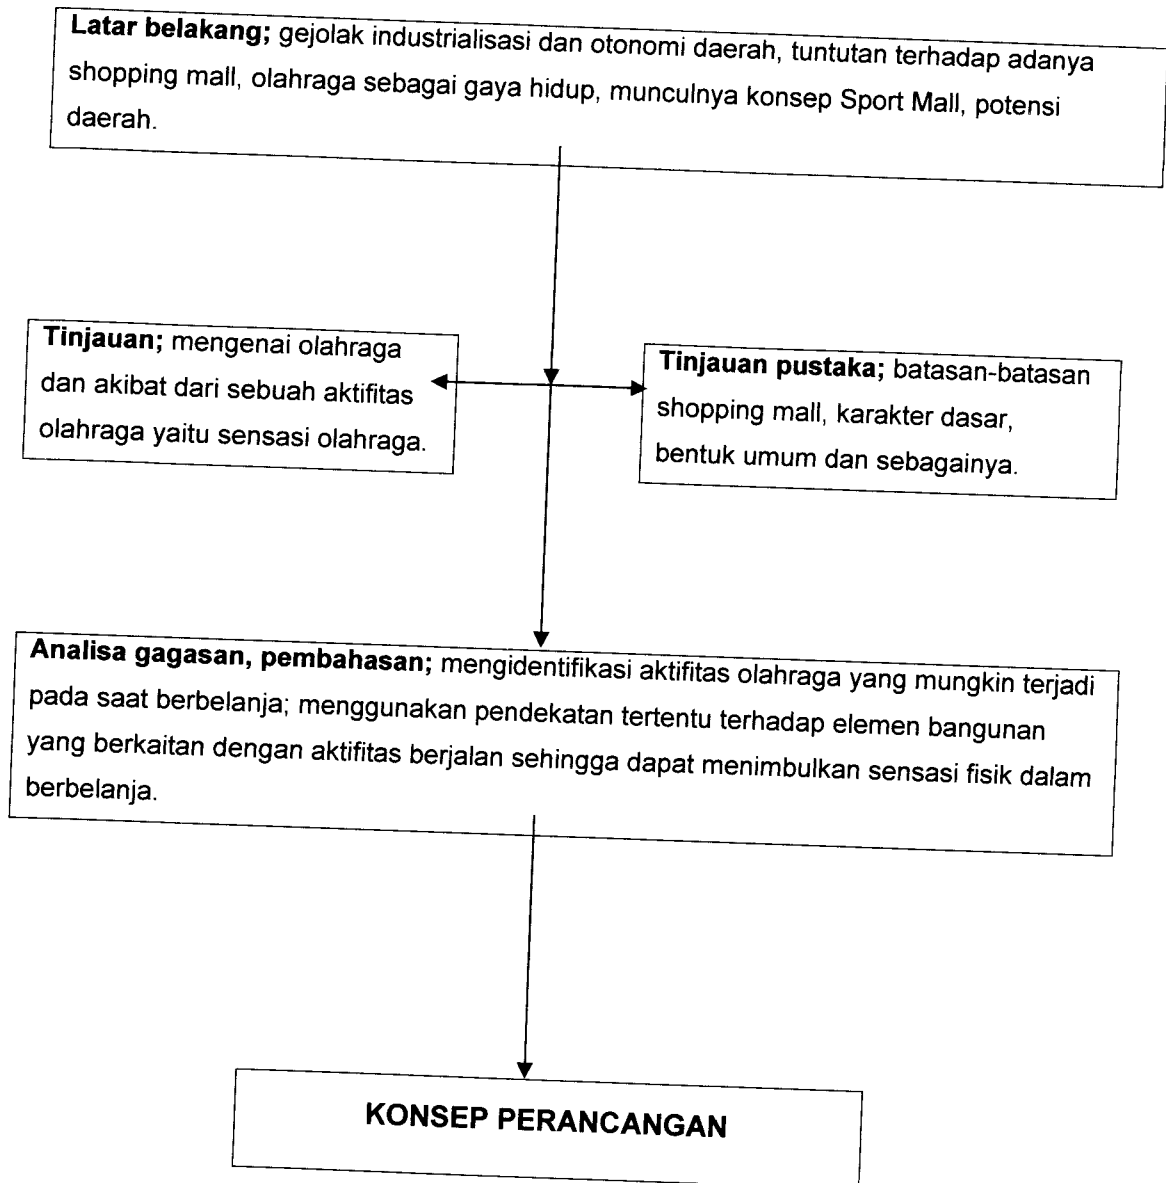 Latar belakang; gejolak industrialisasi dan otonomi daerah, tuntutan terhadap adanya
shopping mall, olahraga sebagai gaya hidup, munculnya konsep Sport Mall, potensi
daerah.
Tinjauan; mengenai olahraga
dan akibat dari sebuah aktifitas
olahraga yaitu sensasi olahraga.
Tinjauan pustaka; batasan-batasan
shopping mall, karakter dasar,
bentuk umum dan sebagainya.
Analisa gagasan, pembahasan; mengidentifikasi aktifitas olahraga yang mungkin terjadi
pada saat berbelanja; menggunakan pendekatan tertentu terhadap elemen bangunan
yang berkaitan dengan aktifitas berjalan sehingga dapat menimbulkan sensasi fisik dalam
berbelanja.
KONSEP PERANCANGAN